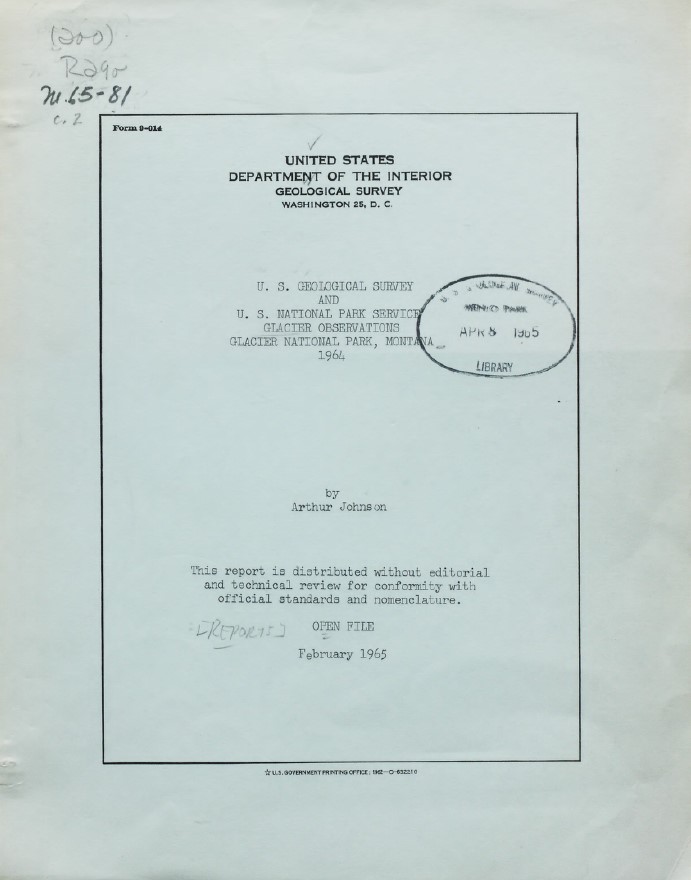 (200)
R290
M.65-81
c. 2
Form 9-014
UNITED STATES
DEPARTMENT OF THE INTERIOR
GEOLOGICAL SURVEY
WASHINGTON 25, D. C.
U. S. GEOLOGICAL SURVEY
AND
U. S. NATIONAL PARK SERVICE
GLACIER OBSERVATIONS
GLACIER NATIONAL PARK, MONTANA
1964
MENLO PARK
APR 8 1965
LIBRARY
by
Arthur Johnson
This report is distributed without editorial
and technical review for conformity with
official standards and nomenclature.
[REPORTS] OPEN FILE
February 1965
☆ U.S. GOVERNMENT PRINTING OFFICE: 1962—O-